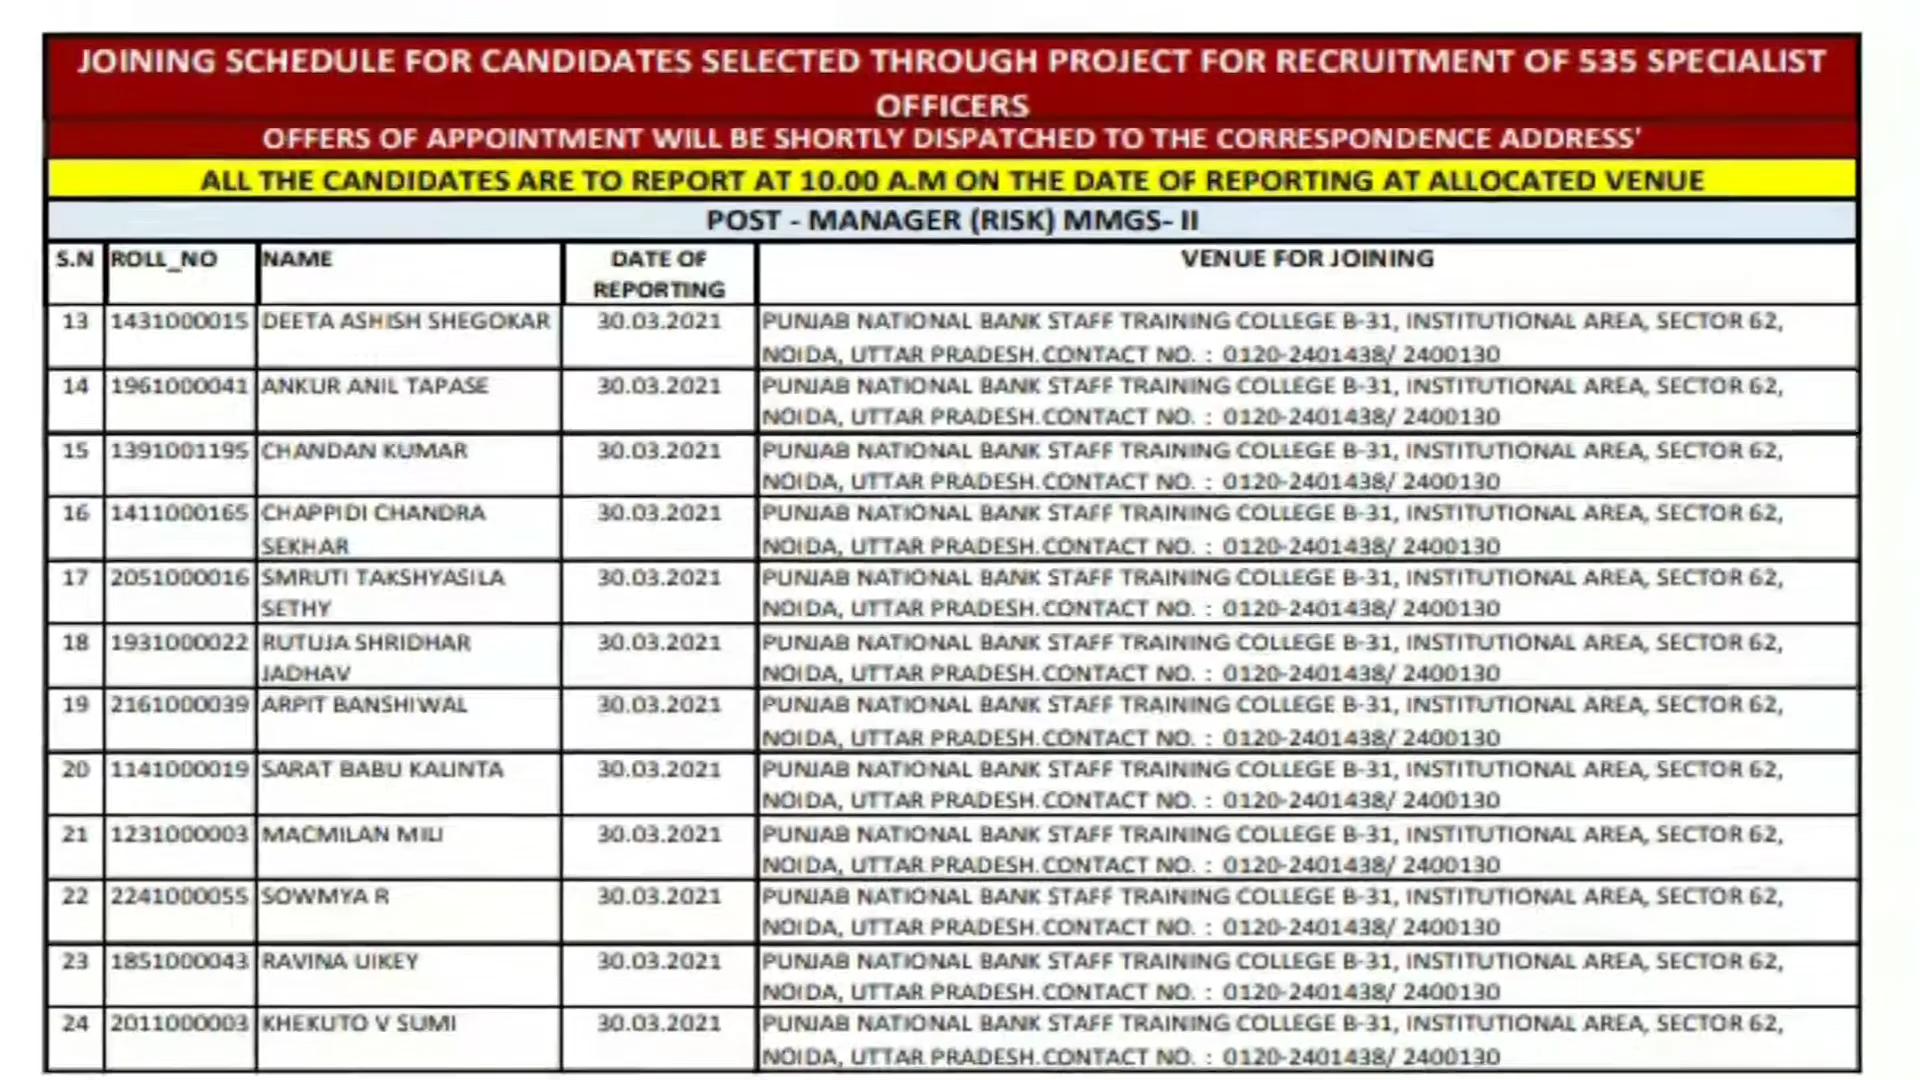 JOINING SCHEDULE FOR CANDIDATES SELECTED THROUGH PROJECT FOR RECRUITMENT OF 535 SPECIALIST
OFFICERS
OFFERS OF APPOINTMENT WILL BE SHORTLY DISPATCHED TO THE CORRESPONDENCE ADDRESS'
ALL THE CANDIDATES ARE TO REPORT AT 10.00 A.M ON THE DATE OF REPORTING AT ALLOCATED VENUE
POST - MANAGER (RISK) MMGS- II
S.N ROLL_NO NAME DATE OF VENUE FOR JOINING
REPORTING
13 1431000015 DEETA ASHISH SHEGOKAR 30.03.2021 PUNJAB NATIONAL BANK STAFF TRAINING COLLEGE B-31, INSTITUTIONAL AREA, SECTOR 62,
NOIDA, UTTAR PRADESH.CONTACT NO. : 0120-2401438/ 2400130
14 1961000041 ANKUR ANIL TAPASE 30.03.2021 PUNJAB NATIONAL BANK STAFF TRAINING COLLEGE B-31, INSTITUTIONAL AREA, SECTOR 62,
NOIDA, UTTAR PRADESH.CONTACT NO. : 0120-2401438/ 2400130
15 1391001195 CHANDAN KUMAR 30.03.2021 PUNJAB NATIONAL BANK STAFF TRAINING COLLEGE B-31, INSTITUTIONAL AREA, SECTOR 62,
NOIDA, UTTAR PRADESH.CONTACT NO. : 0120-2401438/ 2400130
16 1411000165 CHAPPIDI CHANDRA 30.03.2021 PUNJAB NATIONAL BANK STAFF TRAINING COLLEGE B-31, INSTITUTIONAL AREA, SECTOR 62,
SEKHAR NOIDA, UTTAR PRADESH.CONTACT NO. : 0120-2401438/ 2400130
17 2051000016 SMRUTI TAKSHYASILA 30.03.2021 PUNJAB NATIONAL BANK STAFF TRAINING COLLEGE B-31, INSTITUTIONAL AREA, SECTOR 62,
SETHY NOIDA, UTTAR PRADESH.CONTACT NO. : 0120-2401438/ 2400130
18 1931000022 RUTUJA SHRIDHAR 30.03.2021 PUNJAB NATIONAL BANK STAFF TRAINING COLLEGE B-31, INSTITUTIONAL AREA, SECTOR 62,
JADHAV NOIDA, UTTAR PRADESH.CONTACT NO. : 0120-2401438/ 2400130
19 2161000039 ARPIT BANSHIWAL 30.03.2021 PUNJAB NATIONAL BANK STAFF TRAINING COLLEGE B-31, INSTITUTIONAL AREA, SECTOR 62,
NOIDA, UTTAR PRADESH.CONTACT NO. : 0120-2401438/ 2400130
20 1141000019 SARAT BABU KALINTA 30.03.2021 PUNJAB NATIONAL BANK STAFF TRAINING COLLEGE B-31, INSTITUTIONAL AREA, SECTOR 62,
NOIDA, UTTAR PRADESH.CONTACT NO. : 0120-2401438/ 2400130
21 1231000003 MACMILAN MILI 30.03.2021 PUNJAB NATIONAL BANK STAFF TRAINING COLLEGE B-31, INSTITUTIONAL AREA, SECTOR 62,
NOIDA, UTTAR PRADESH.CONTACT NO. : 0120-2401438/ 2400130
22 2241000055 SOWMYA R 30.03.2021 PUNJAB NATIONAL BANK STAFF TRAINING COLLEGE B-31, INSTITUTIONAL AREA, SECTOR 62,
NOIDA, UTTAR PRADESH.CONTACT NO. : 0120-2401438/ 2400130
23 1851000043 RAVINA UIKEY 30.03.2021 PUNJAB NATIONAL BANK STAFF TRAINING COLLEGE B-31, INSTITUTIONAL AREA, SECTOR 62,
NOIDA, UTTAR PRADESH.CONTACT NO. : 0120-2401438/ 2400130
24 2011000003 KHEKUTO V SUMI 30.03.2021 PUNJAB NATIONAL BANK STAFF TRAINING COLLEGE B-31, INSTITUTIONAL AREA, SECTOR 62,
NOIDA, UTTAR PRADESH.CONTACT NO. : 0120-2401438/ 2400130